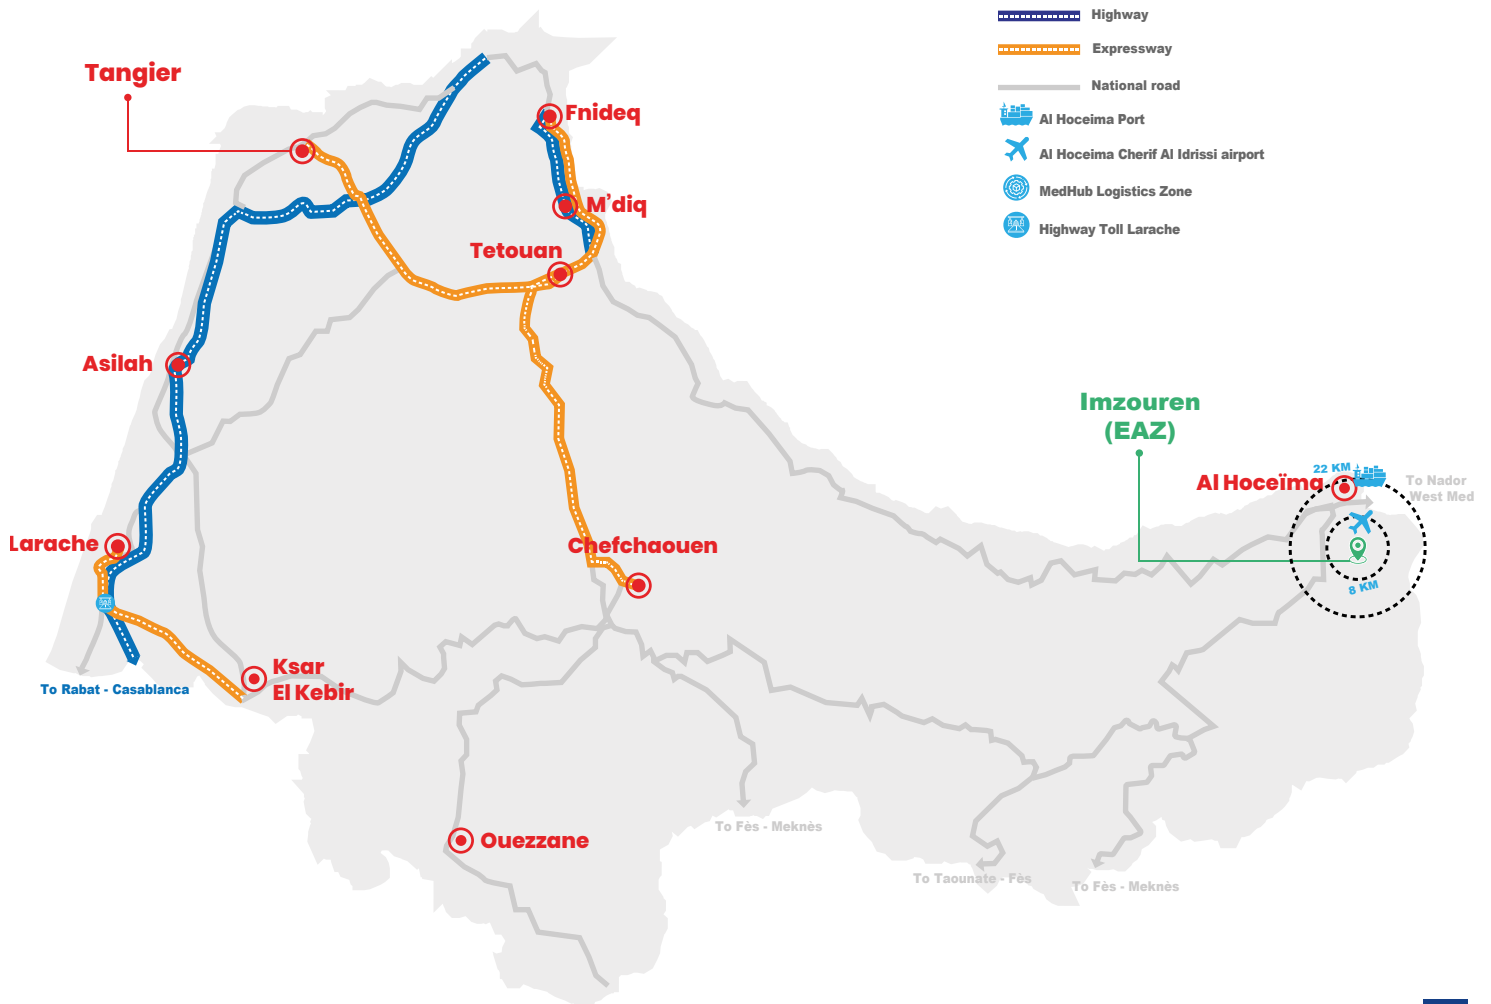 Highway
Expressway
National road
Al Hoceima Port
Al Hoceima Cherif Al Idrissi airport
MedHub Logistics Zone
Highway Toll Larache
Tangier
Fnideq
M'diq
Tetouan
Asilah
Imzouren
(EAZ)
22 KM
Al Hoceïma
To Nador
West Med
8 KM
Larache
Chefchaouen
Ksar
El Kebir
To Rabat - Casablanca
Ouezzane
To Fès - Meknès
To Taounate - Fès
To Fès - Meknès